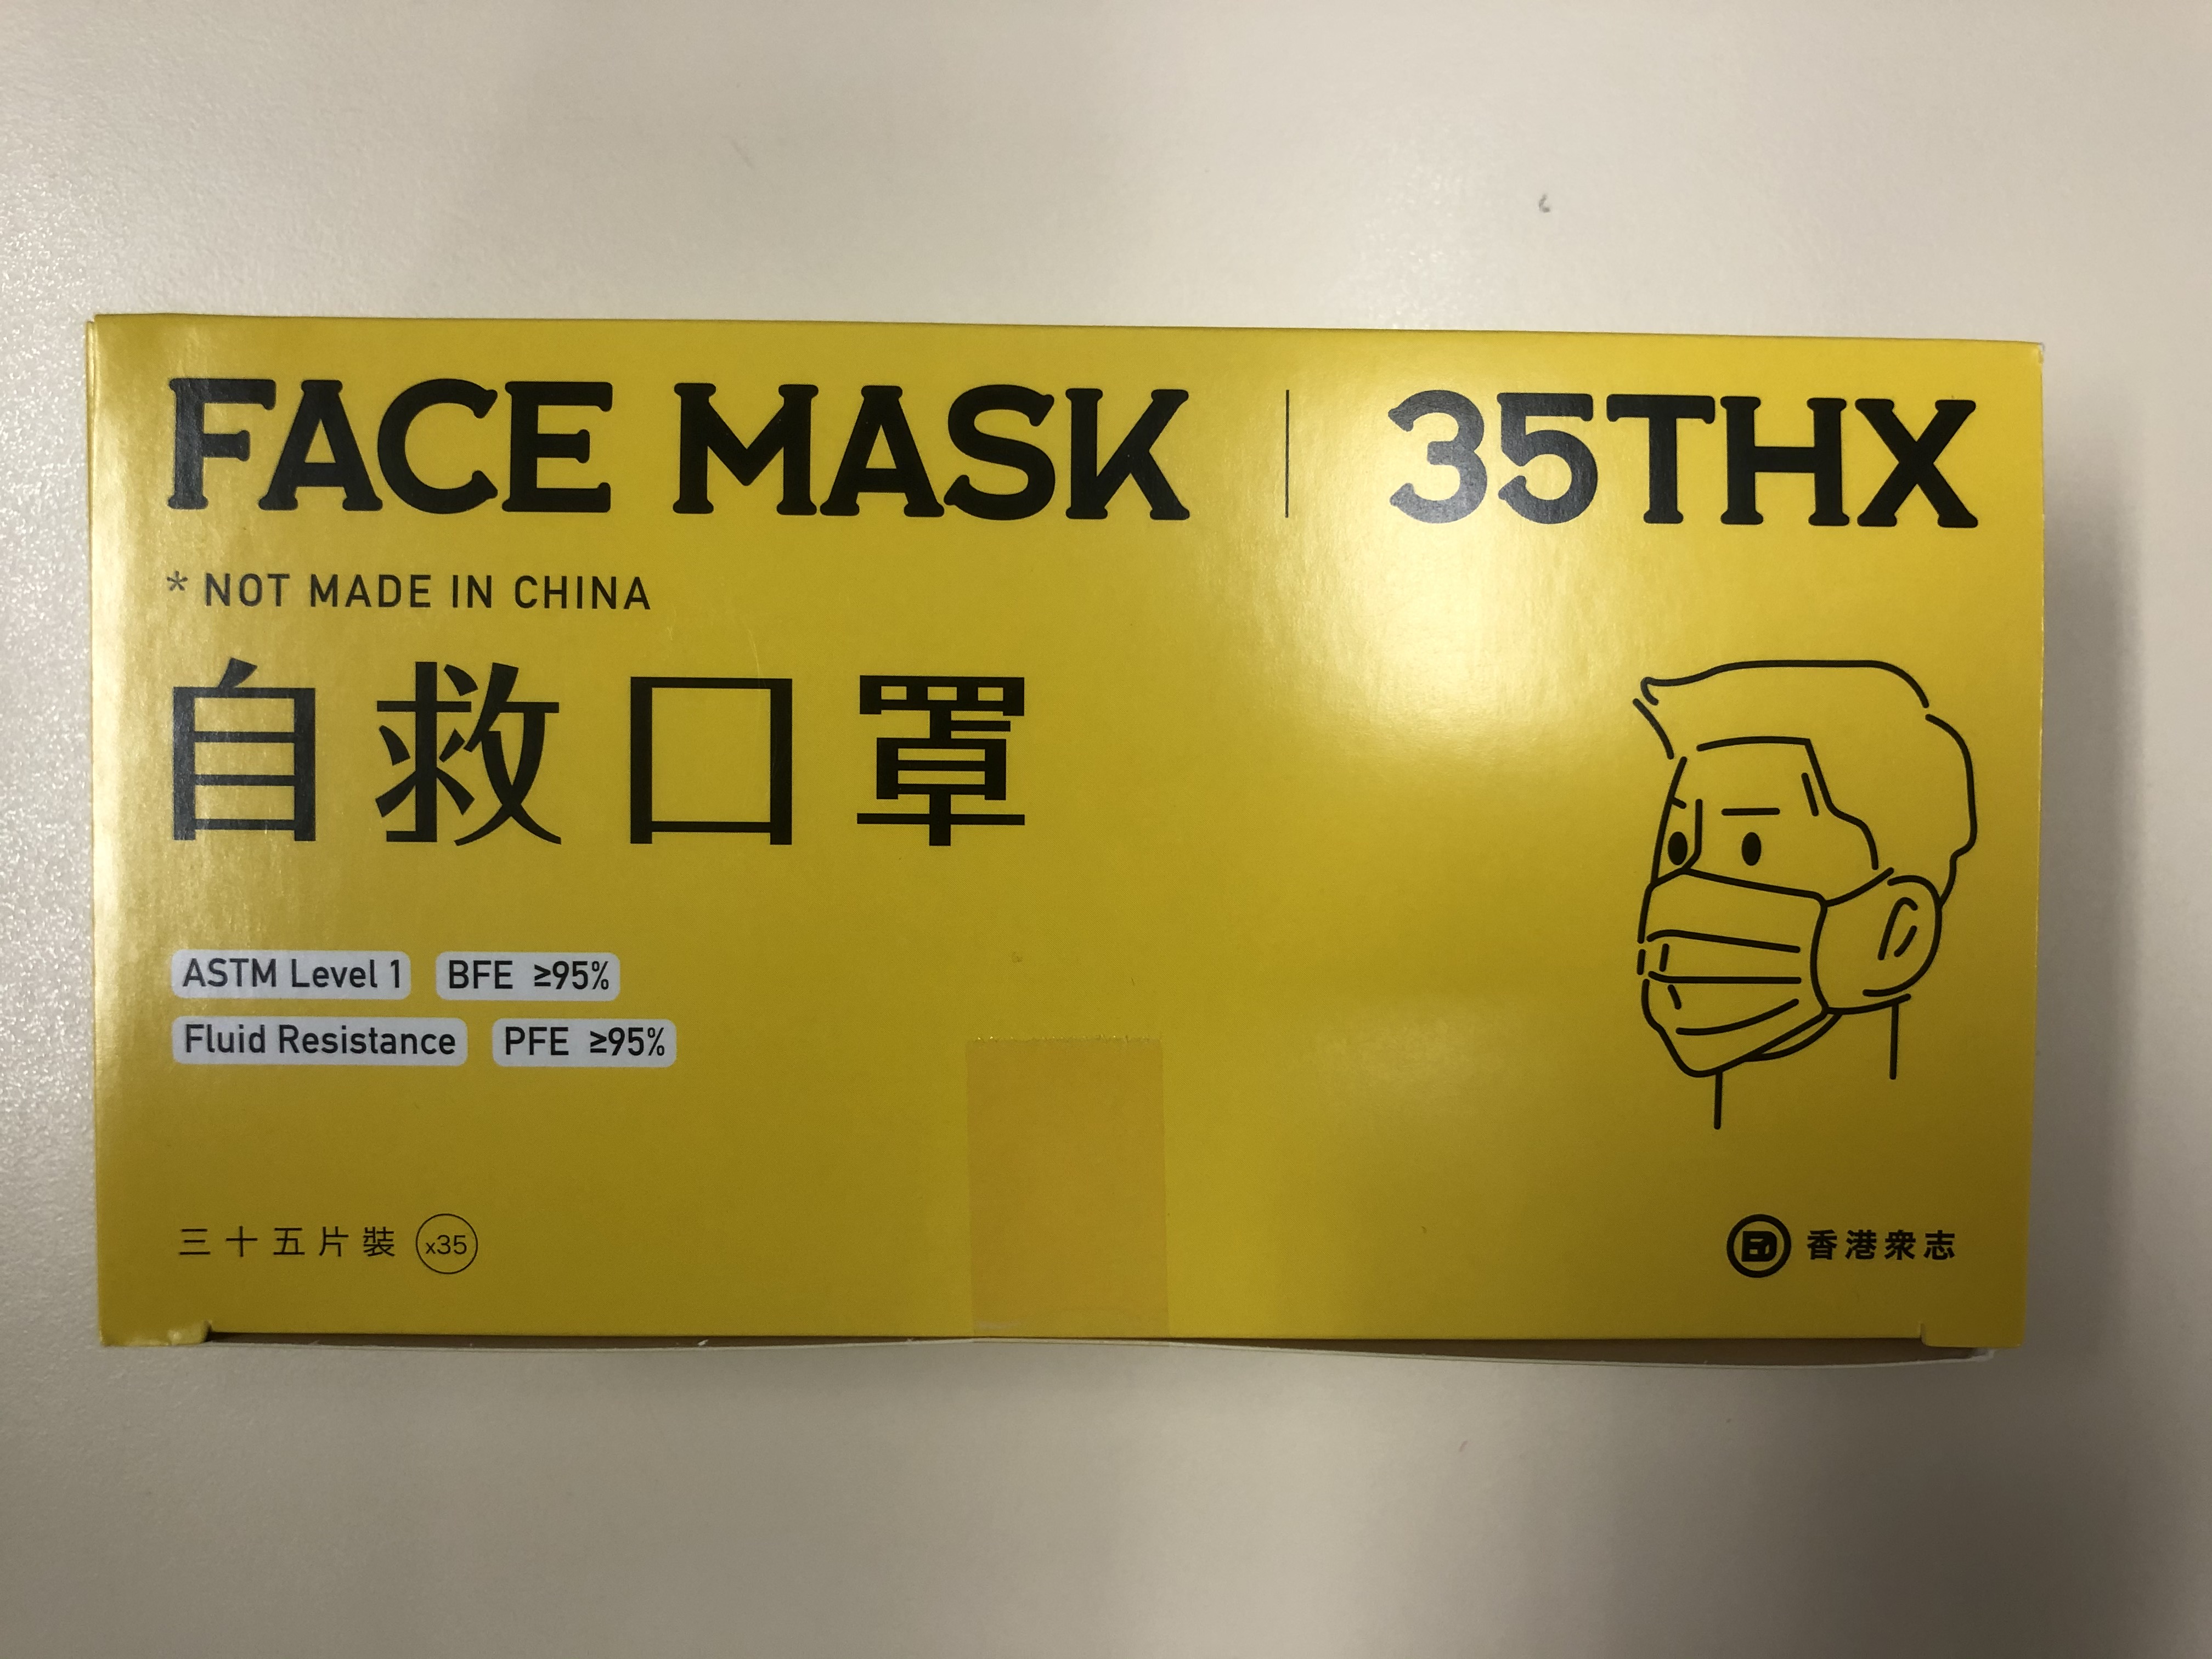 FACE MASK | 35THX
* NOT MADE IN CHINA
自救口罩
ASTM Level 1 BFE ≥95%
Fluid Resistance PFE ≥95%
三十五片裝 x35
香港衆志